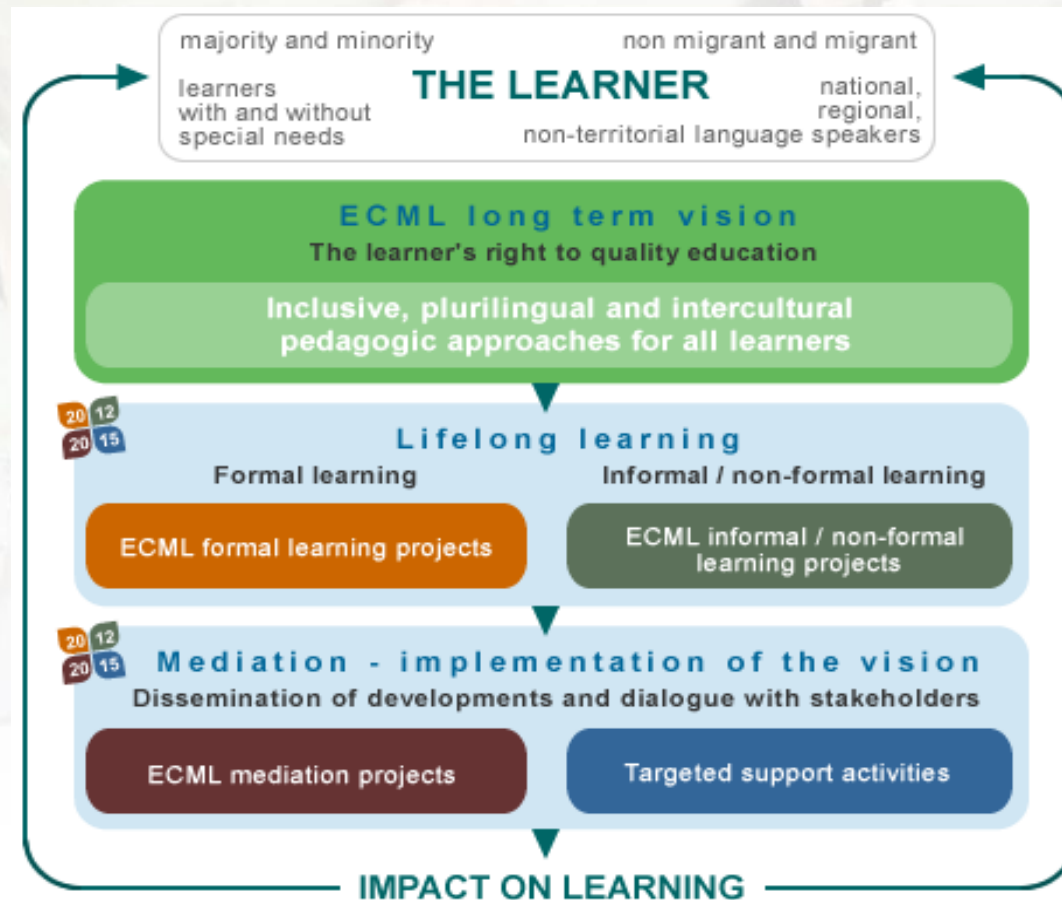 majority and minority
non migrant and migrant
THE LEARNER
learners
with and without
special needs
national,
regional,
non-territorial language speakers
ECML long term vision
The learner's right to quality education
Inclusive, plurilingual and intercultural
pedagogic approaches for all learners
20 12
20 15
Lifelong learning
Formal learning
Informal / non-formal learning
ECML formal learning projects
ECML informal / non-formal
learning projects
20 12
20 15
Mediation - implementation of the vision
Dissemination of developments and dialogue with stakeholders
ECML mediation projects
Targeted support activities
IMPACT ON LEARNING